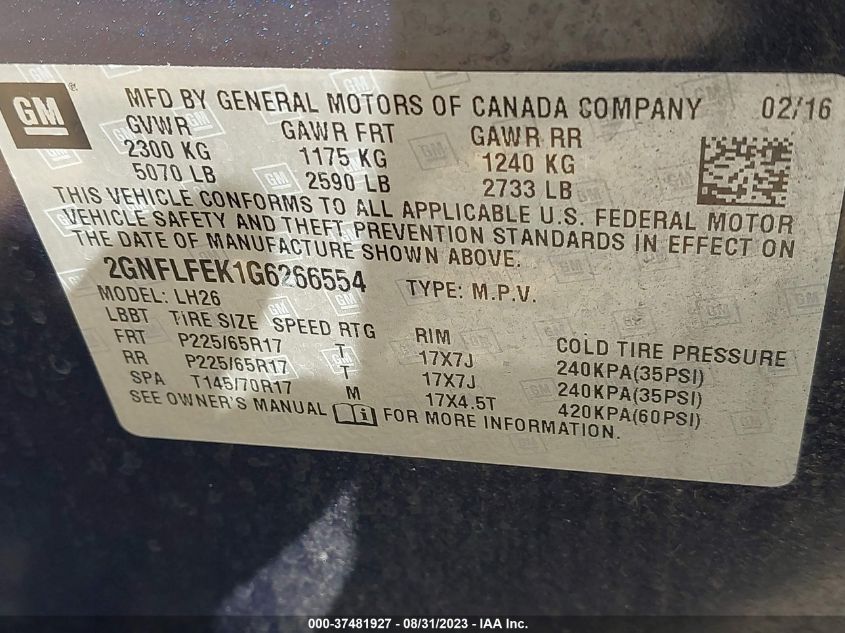 GM ® MFD BY GENERAL MOTORS OF CANADA COMPANY 02/16
GVWR GAWR FRT GAWR RR
2300 KG 1175 KG 1240 KG
5070 LB 2590 LB 2733 LB
THIS VEHICLE CONFORMS TO ALL APPLICABLE U.S. FEDERAL MOTOR
VEHICLE SAFETY AND THEFT PREVENTION STANDARDS IN EFFECT ON
THE DATE OF MANUFACTURE SHOWN ABOVE.
2GNFLFEK1G6266554 TYPE: M.P.V.
MODEL: LH26
LBBT TIRE SIZE SPEED RTG RIM COLD TIRE PRESSURE
FRT P225/65R17 T 17X7J 240KPA(35PSI)
RR P225/65R17 T 17X7J 240KPA(35PSI)
SPA T145/70R17 M 17X4.5T 420KPA(60PSI)
SEE OWNER'S MANUAL FOR MORE INFORMATION.
000-37481927 - 08/31/2023 - IAA Inc.